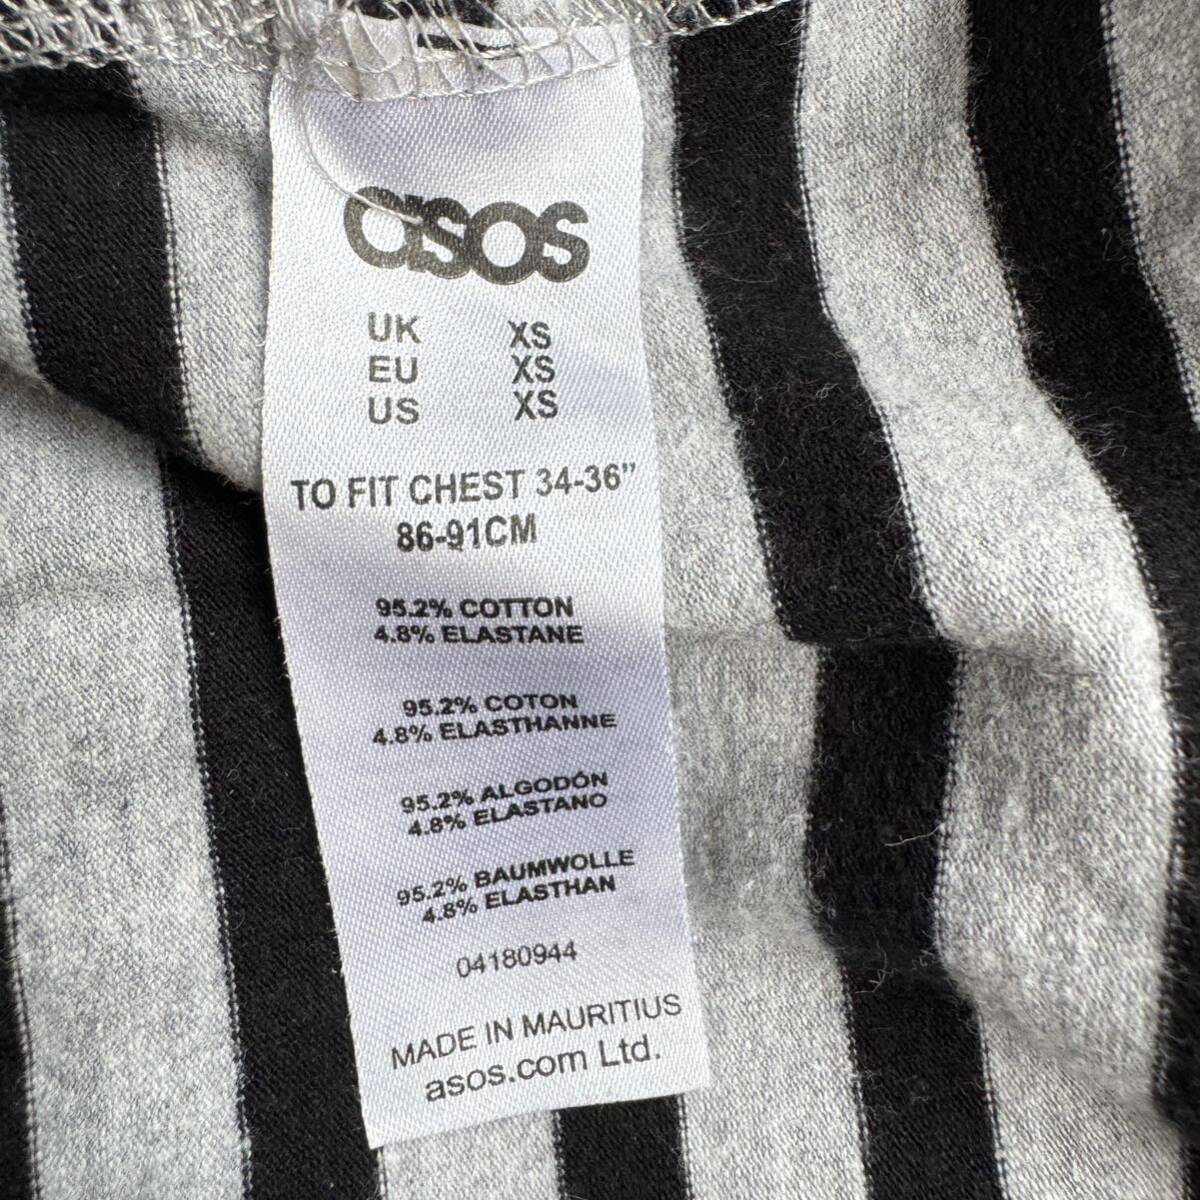 asos
UK XS
EU XS
US XS
TO FIT CHEST 34-36”
86-91CM
95.2% COTTON
4.8% ELASTANE
95.2% COTON
4.8% ELASTHANNE
95.2% ALGODÓN
4.8% ELASTANO
95.2% BAUMWOLLE
4.8% ELASTHAN
04180944
MADE IN MAURITIUS
asos.com Ltd.